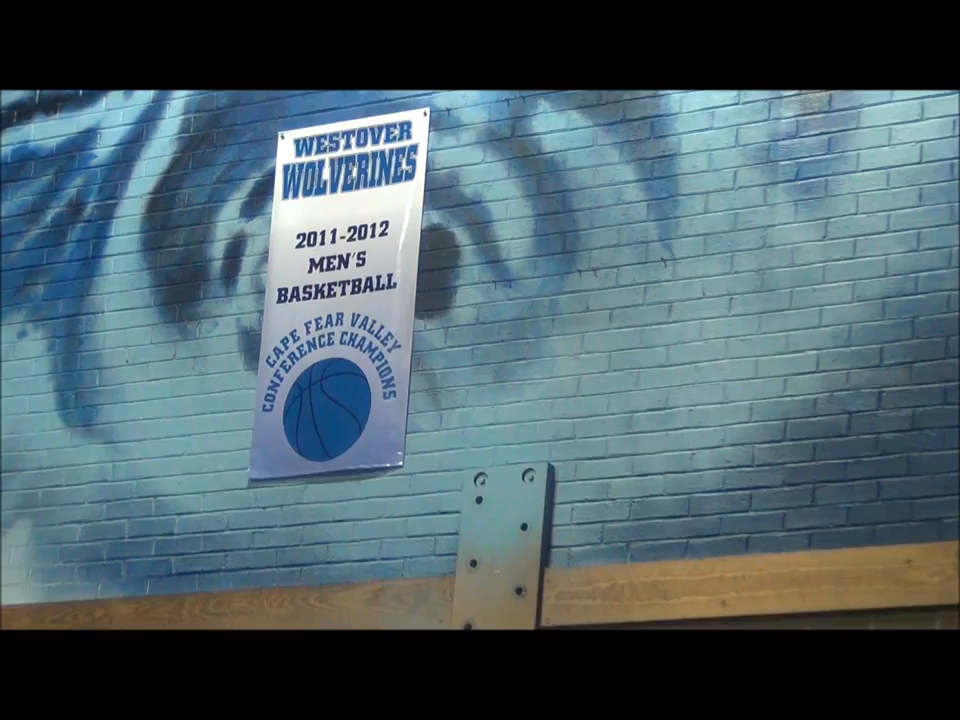 WESTOVER
WOLVERINES
2011-2012
MEN'S
BASKETBALL
CAPE FEAR VALLEY
CONFERENCE CHAMPIONS